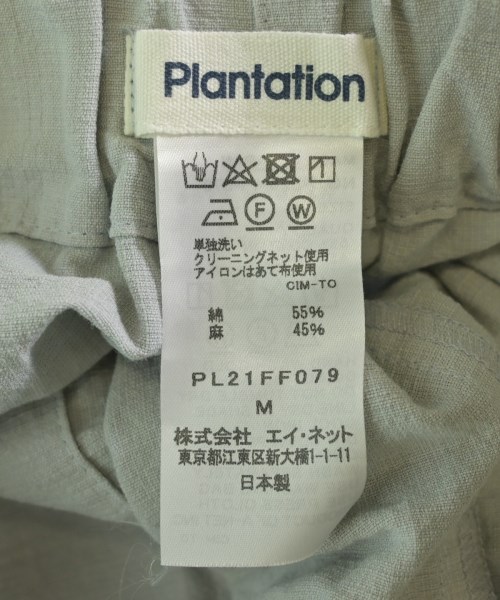 Plantation
F W
単独洗い
クリーニングネット使用
アイロンはあて布使用
CIM-TO
綿 55%
麻 45%
PL21FF079
M
株式会社 エイ・ネット
東京都江東区新大橋1-1-11
日本製